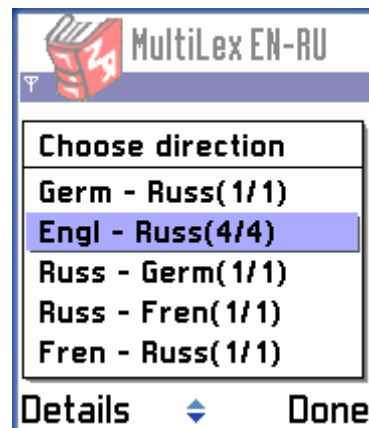 MultiLex EN-RU
Choose direction
Germ - Russ(1/1)
Engl - Russ(4/4)
Russ - Germ(1/1)
Russ - Fren(1/1)
Fren - Russ(1/1)
Details Done